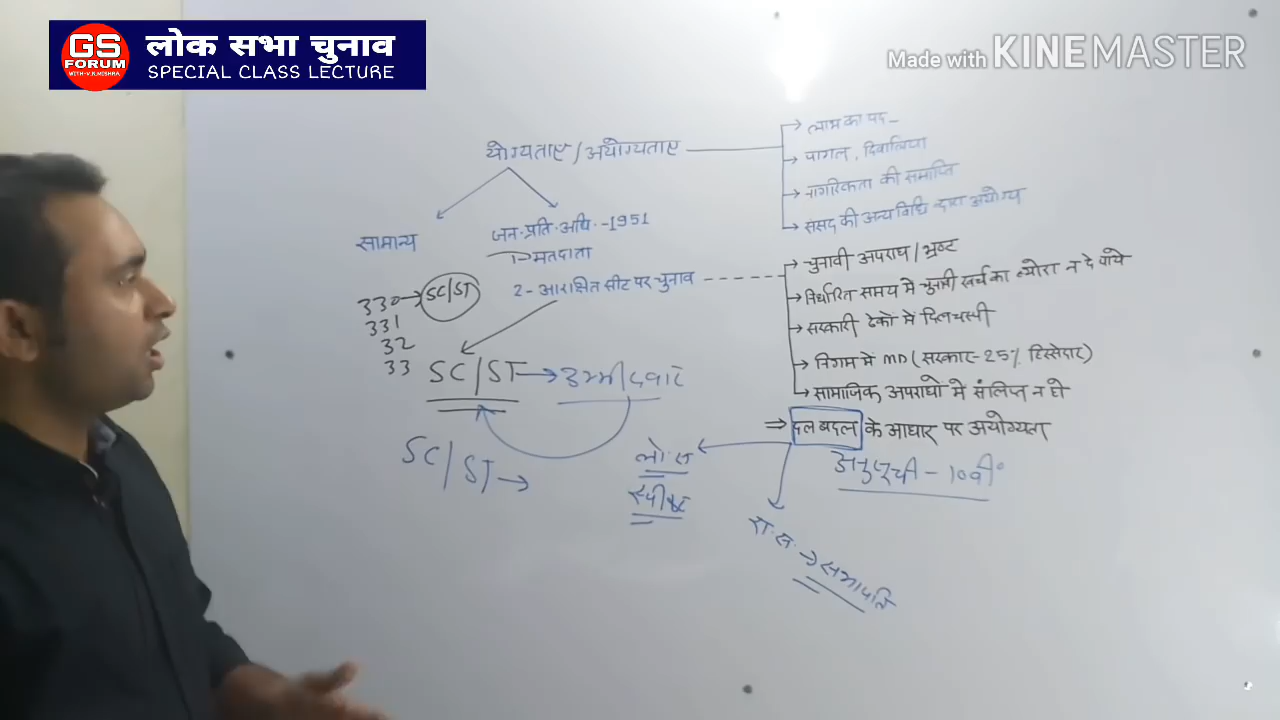 GS
FORUM
WITH-V.K.MISHRA
लोक सभा चुनाव
SPECIAL CLASS LECTURE
Made with KINEMASTER
योग्यताए/अयोग्यताए
सामान्य
जन.प्रति.अधि.-1951
1-मतदाता
2-आरक्षित सीट पर चुनाव
330→SC/ST
331
32
33
SC/ST→उम्मीदवार
SC/ST→
लाभ का पद-
पागल, दिवालिया
नागरिकता की समाप्ति
संसद की अन्य विधि द्वारा अयोग्य
चुनावी अपराध/भ्रष्ट
निर्धारित समय मे चुनावी खर्च का ब्योरा न दे पाये
सरकारी ठेको मे दिलचस्पी
निगम मे MD (सरकार-25% हिस्सेदार)
सामाजिक अपराधो मे संलिप्त न हो
⇒ दल बदल के आधार पर अयोग्यता
अनुसूची-10वी
लो.स
स्पीकर
रा.स.→सभापति